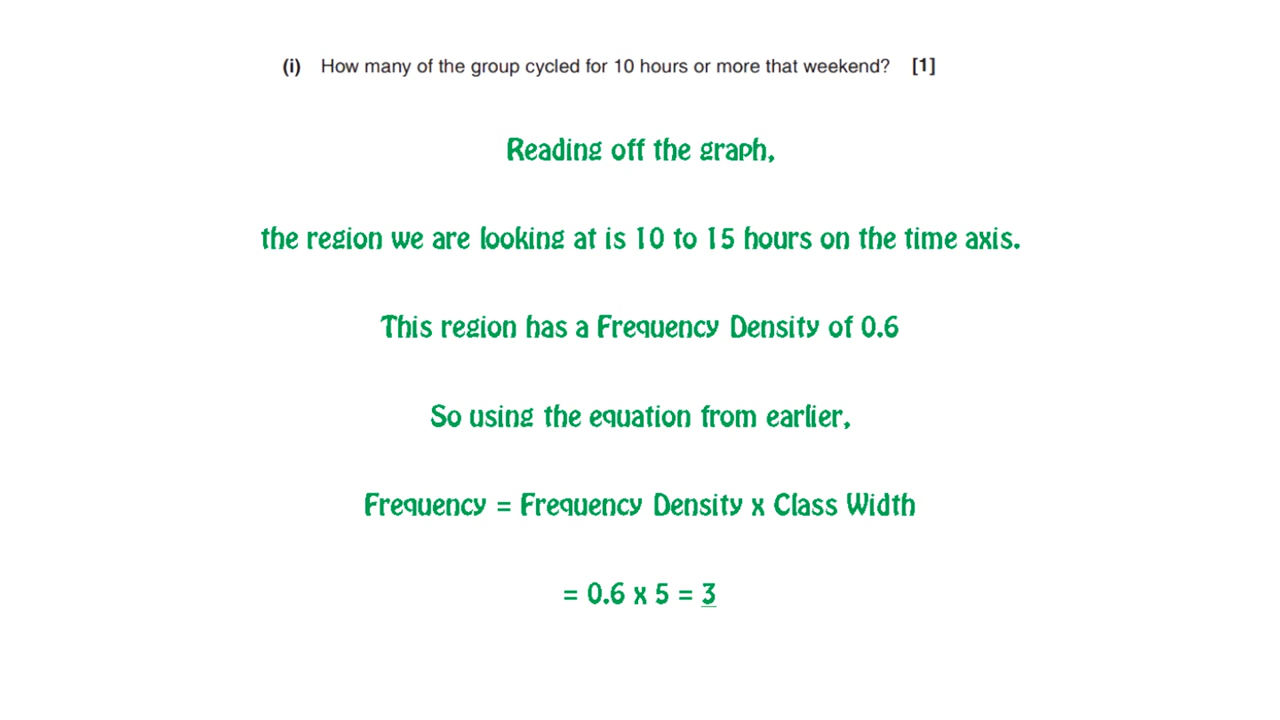 (i) How many of the group cycled for 10 hours or more that weekend? [1]
Reading off the graph,
the region we are looking at is 10 to 15 hours on the time axis.
This region has a Frequency Density of 0.6
So using the equation from earlier,
Frequency = Frequency Density x Class Width
= 0.6 x 5 = 3